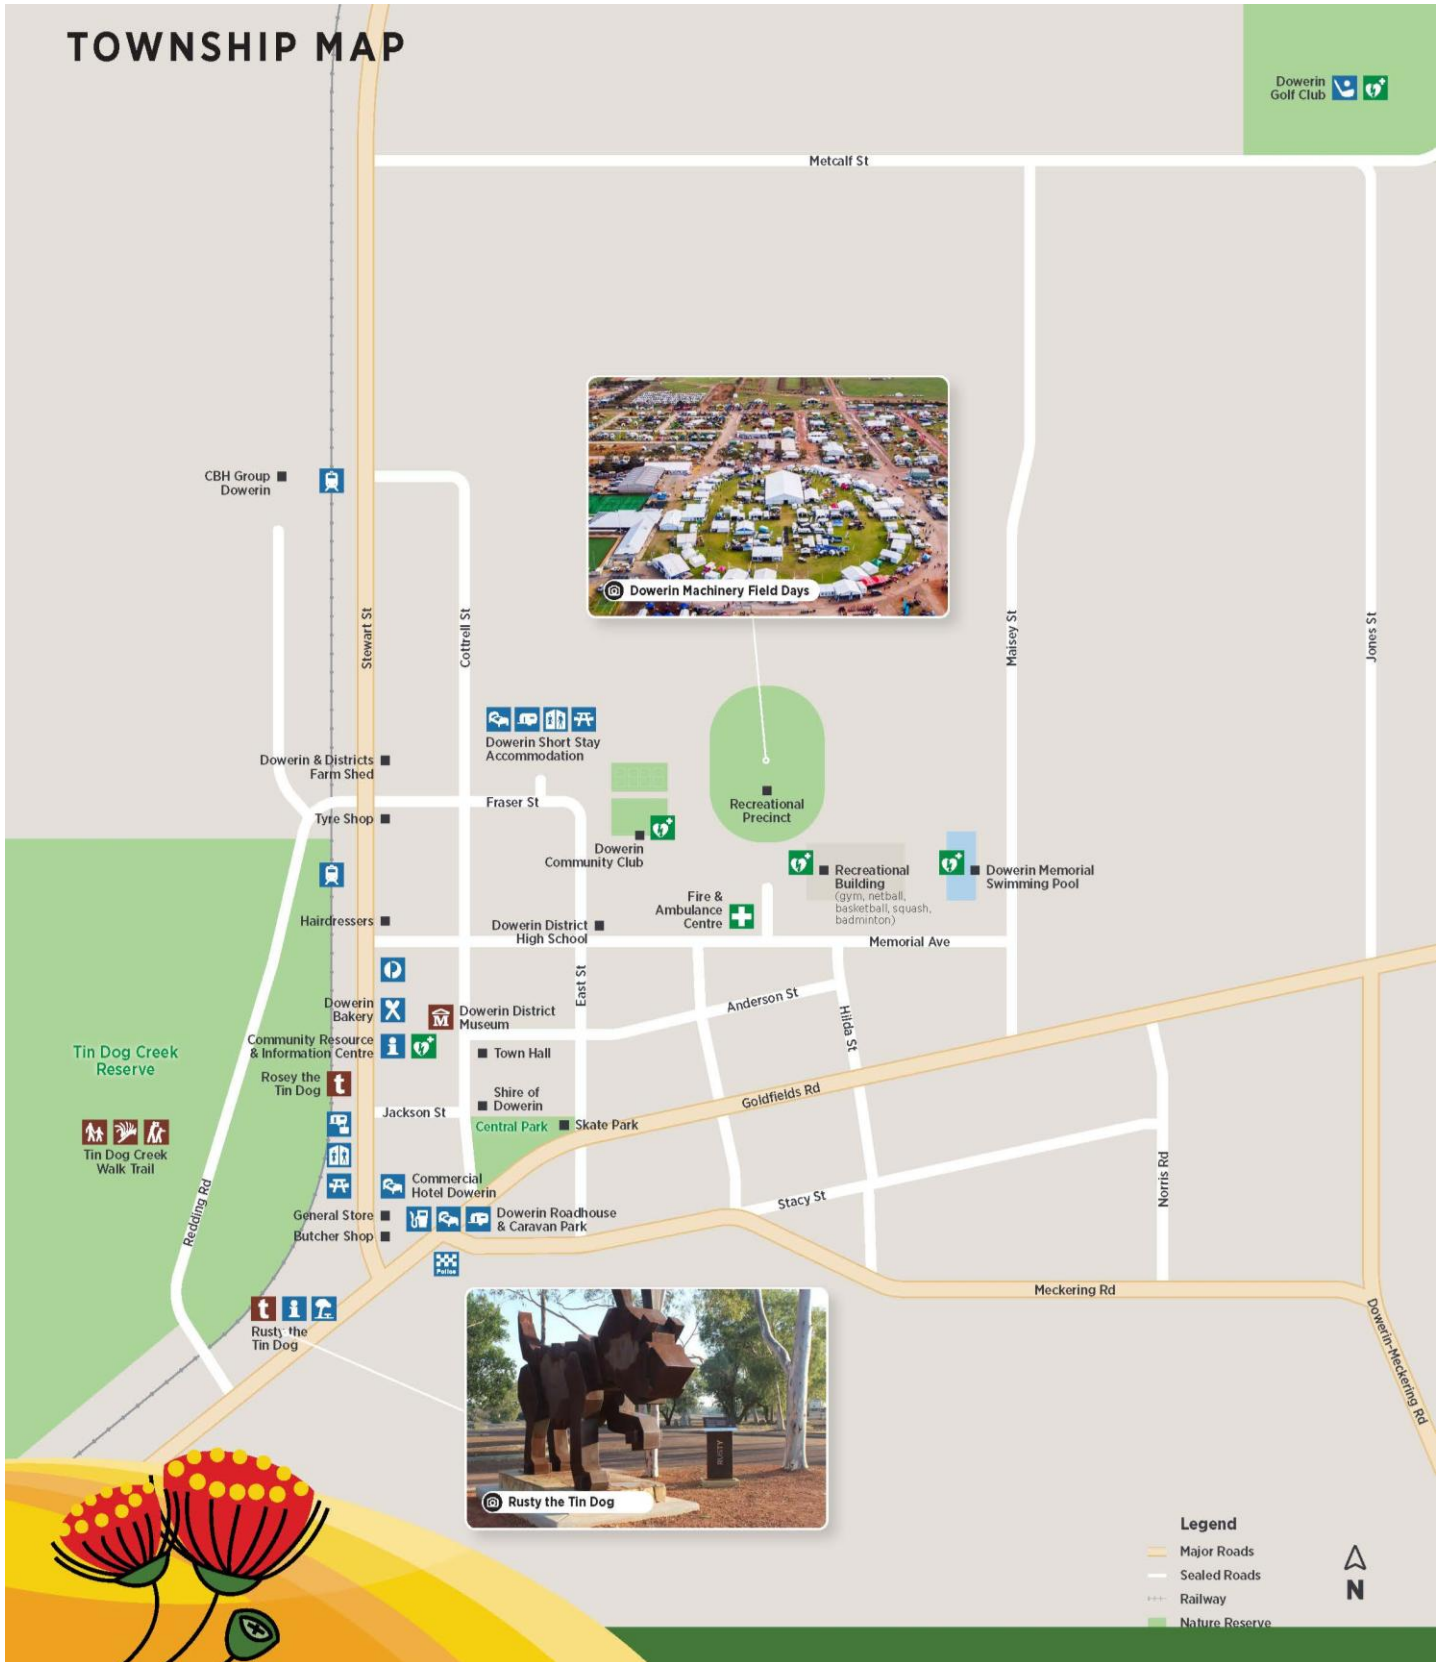 TOWNSHIP MAP
Dowerin
Golf Club
Metcalf St
CBH Group
Dowerin
Dowerin Machinery Field Days
Stewart St
Cottrell St
Maisey St
Jones St
Dowerin Short Stay
Accommodation
Dowerin & Districts
Farm Shed
Fraser St
Recreational
Precinct
Tyre Shop
Dowerin
Community Club
Recreational
Building
(gym, netball,
basketball, squash,
badminton)
Dowerin Memorial
Swimming Pool
Fire &
Ambulance
Centre
Hairdressers
Dowerin District
High School
Memorial Ave
East St
Anderson St
Hilda St
Dowerin
Bakery
M
Dowerin District
Museum
Community Resource
& Information Centre
i
Town Hall
Tin Dog Creek
Reserve
Rosey the
Tin Dog
t
Shire of
Dowerin
Goldfields Rd
Jackson St
Central Park
Skate Park
Tin Dog Creek
Walk Trail
Redding Rd
Commercial
Hotel Dowerin
Stacy St
Norris Rd
General Store
Dowerin Roadhouse
& Caravan Park
Butcher Shop
Police
Meckering Rd
t
i
Rusty the
Tin Dog
Dowerin-Meckering Rd
RUSTY
Rusty the Tin Dog
Legend
Major Roads
Sealed Roads
Railway
Nature Reserve
N